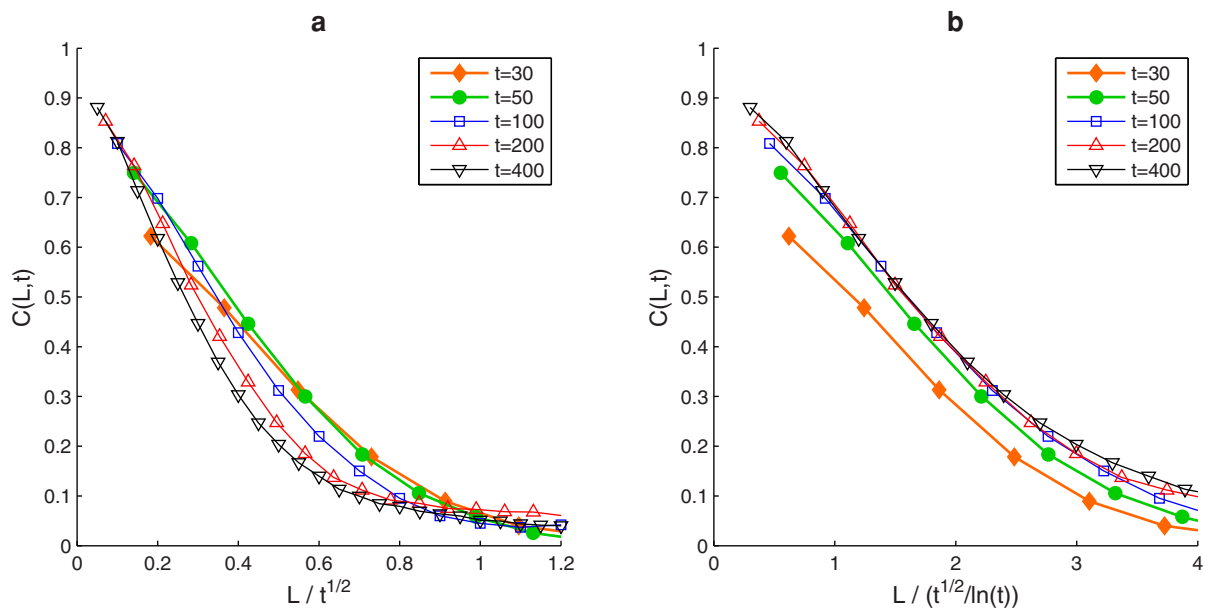 a
C(L,t)
1
0.9
0.8
0.7
0.6
0.5
0.4
0.3
0.2
0.1
0
t=30
t=50
t=100
t=200
t=400
0 0.2 0.4 0.6 0.8 1 1.2
L / t^{1/2}
b
C(L,t)
1
0.9
0.8
0.7
0.6
0.5
0.4
0.3
0.2
0.1
0
t=30
t=50
t=100
t=200
t=400
0 1 2 3 4
L / (t^{1/2}/ln(t))